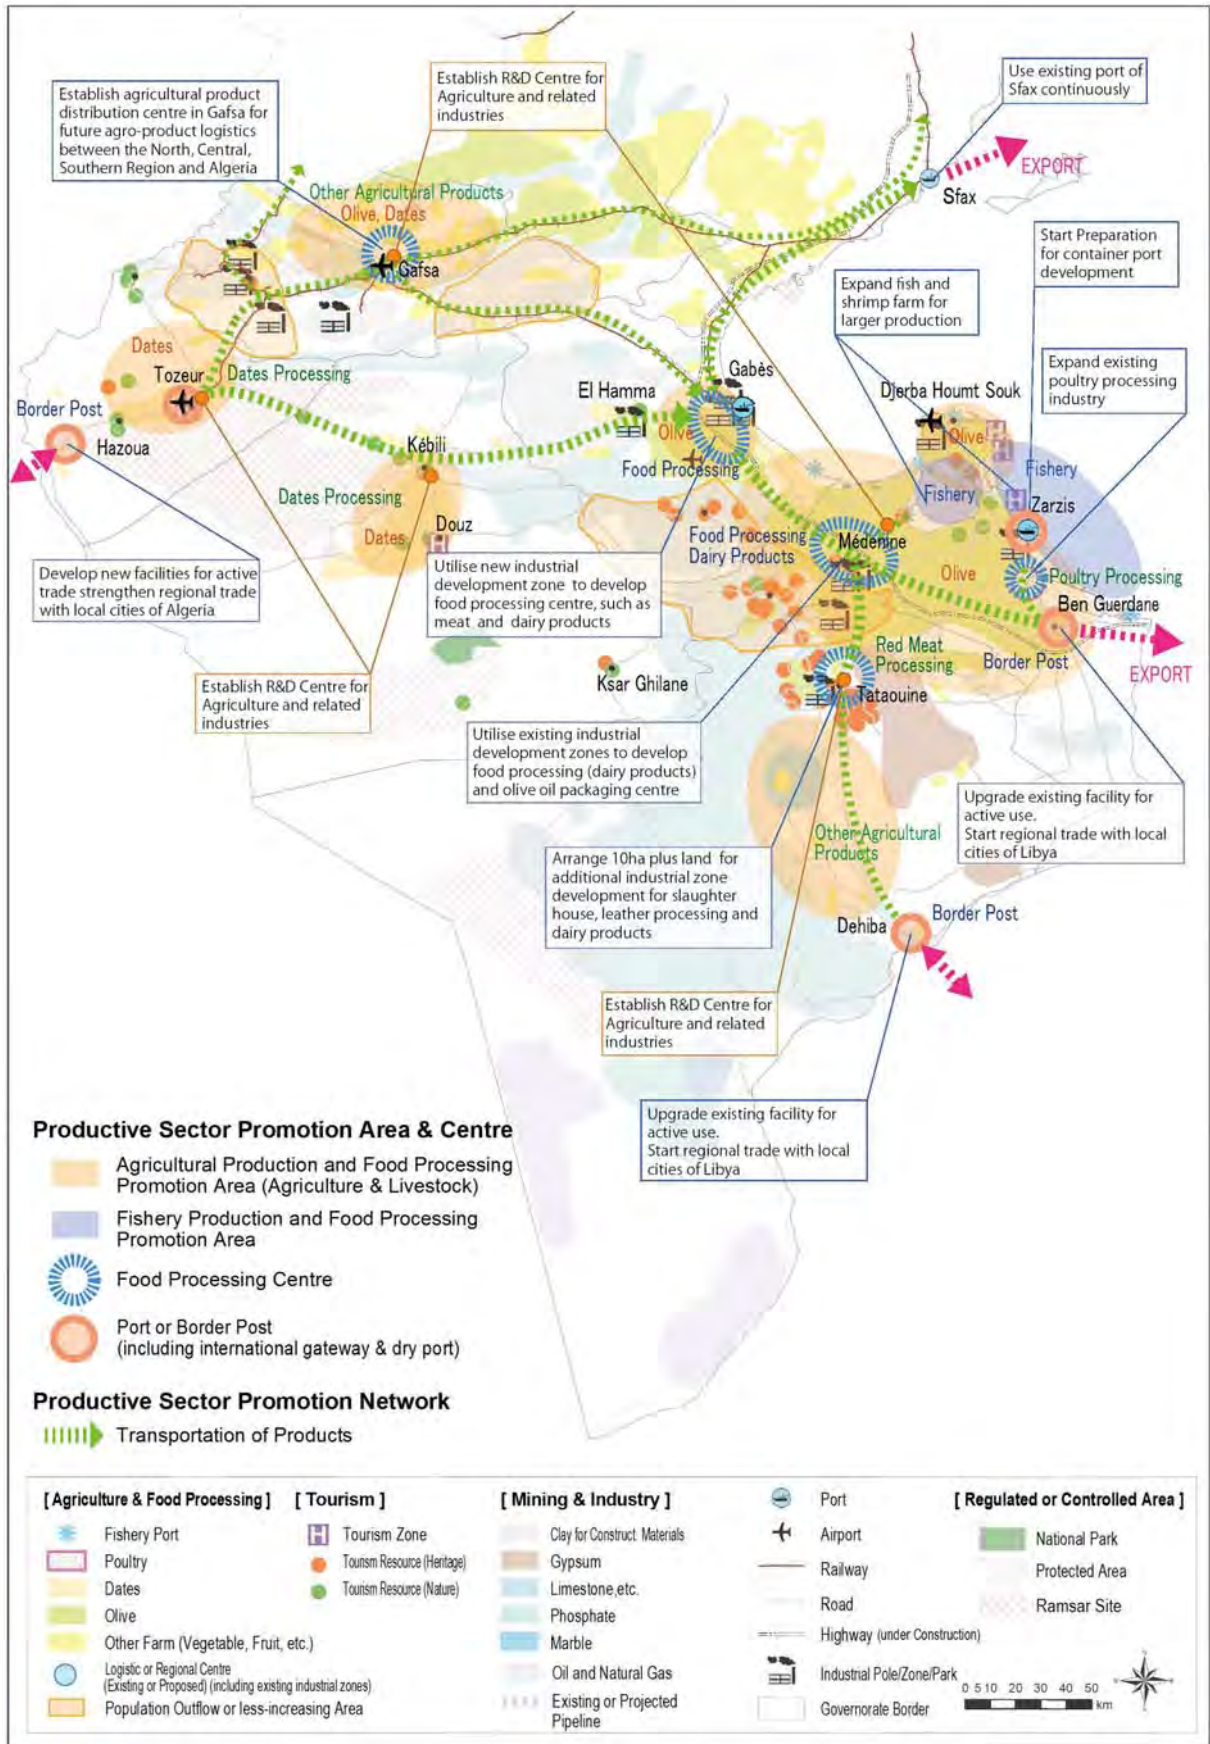 Establish R&D Centre for
Agriculture and related
industries
Use existing port of
Sfax continuously
Establish agricultural product
distribution centre in Gafsa for
future agro-product logistics
between the North, Central,
Southern Region and Algeria
EXPORT
Sfax
Other Agricultural Products
Olive, Dates
Gafsa
Start Preparation
for container port
development
Expand fish and
shrimp farm for
larger production
Expand existing
poultry processing
industry
Dates
Tozeur
Dates Processing
El Hamma
Gabès
Djerba Houmt Souk
Border Post
Hazoua
Kébili
Olive
Olive
Food Processing
Fishery
Fishery
Dates Processing
Zarzis
Dates
Douz
Food Processing
Dairy Products
Médenine
Olive
Poultry Processing
Ben Guerdane
Develop new facilities for active
trade strengthen regional trade
with local cities of Algeria
Utilise new industrial
development zone to develop
food processing centre, such as
meat and dairy products
Red Meat
Processing
Border Post
EXPORT
Ksar Ghilane
Tataouine
Establish R&D Centre for
Agriculture and related
industries
Utilise existing industrial
development zones to develop
food processing (dairy products)
and olive oil packaging centre
Upgrade existing facility for
active use.
Start regional trade with local
cities of Libya
Other Agricultural
Products
Arrange 10ha plus land for
additional industrial zone
development for slaughter
house, leather processing and
dairy products
Dehiba
Border Post
Establish R&D Centre for
Agriculture and related
industries
Upgrade existing facility for
active use.
Start regional trade with local
cities of Libya
Productive Sector Promotion Area & Centre
Agricultural Production and Food Processing
Promotion Area (Agriculture & Livestock)
Fishery Production and Food Processing
Promotion Area
Food Processing Centre
Port or Border Post
(including international gateway & dry port)
Productive Sector Promotion Network
Transportation of Products
[ Agriculture & Food Processing ]
Fishery Port
Poultry
Dates
Olive
Other Farm (Vegetable, Fruit, etc.)
Logistic or Regional Centre
(Existing or Proposed) (including existing industrial zones)
Population Outflow or less-increasing Area
[ Tourism ]
Tourism Zone
Tourism Resource (Heritage)
Tourism Resource (Nature)
[ Mining & Industry ]
Clay for Construct. Materials
Gypsum
Limestone,etc.
Phosphate
Marble
Oil and Natural Gas
Existing or Projected
Pipeline
Port
Airport
Railway
Road
Highway (under Construction)
Industrial Pole/Zone/Park
Governorate Border
[ Regulated or Controlled Area ]
National Park
Protected Area
Ramsar Site
0 5 10 20 30 40 50
km